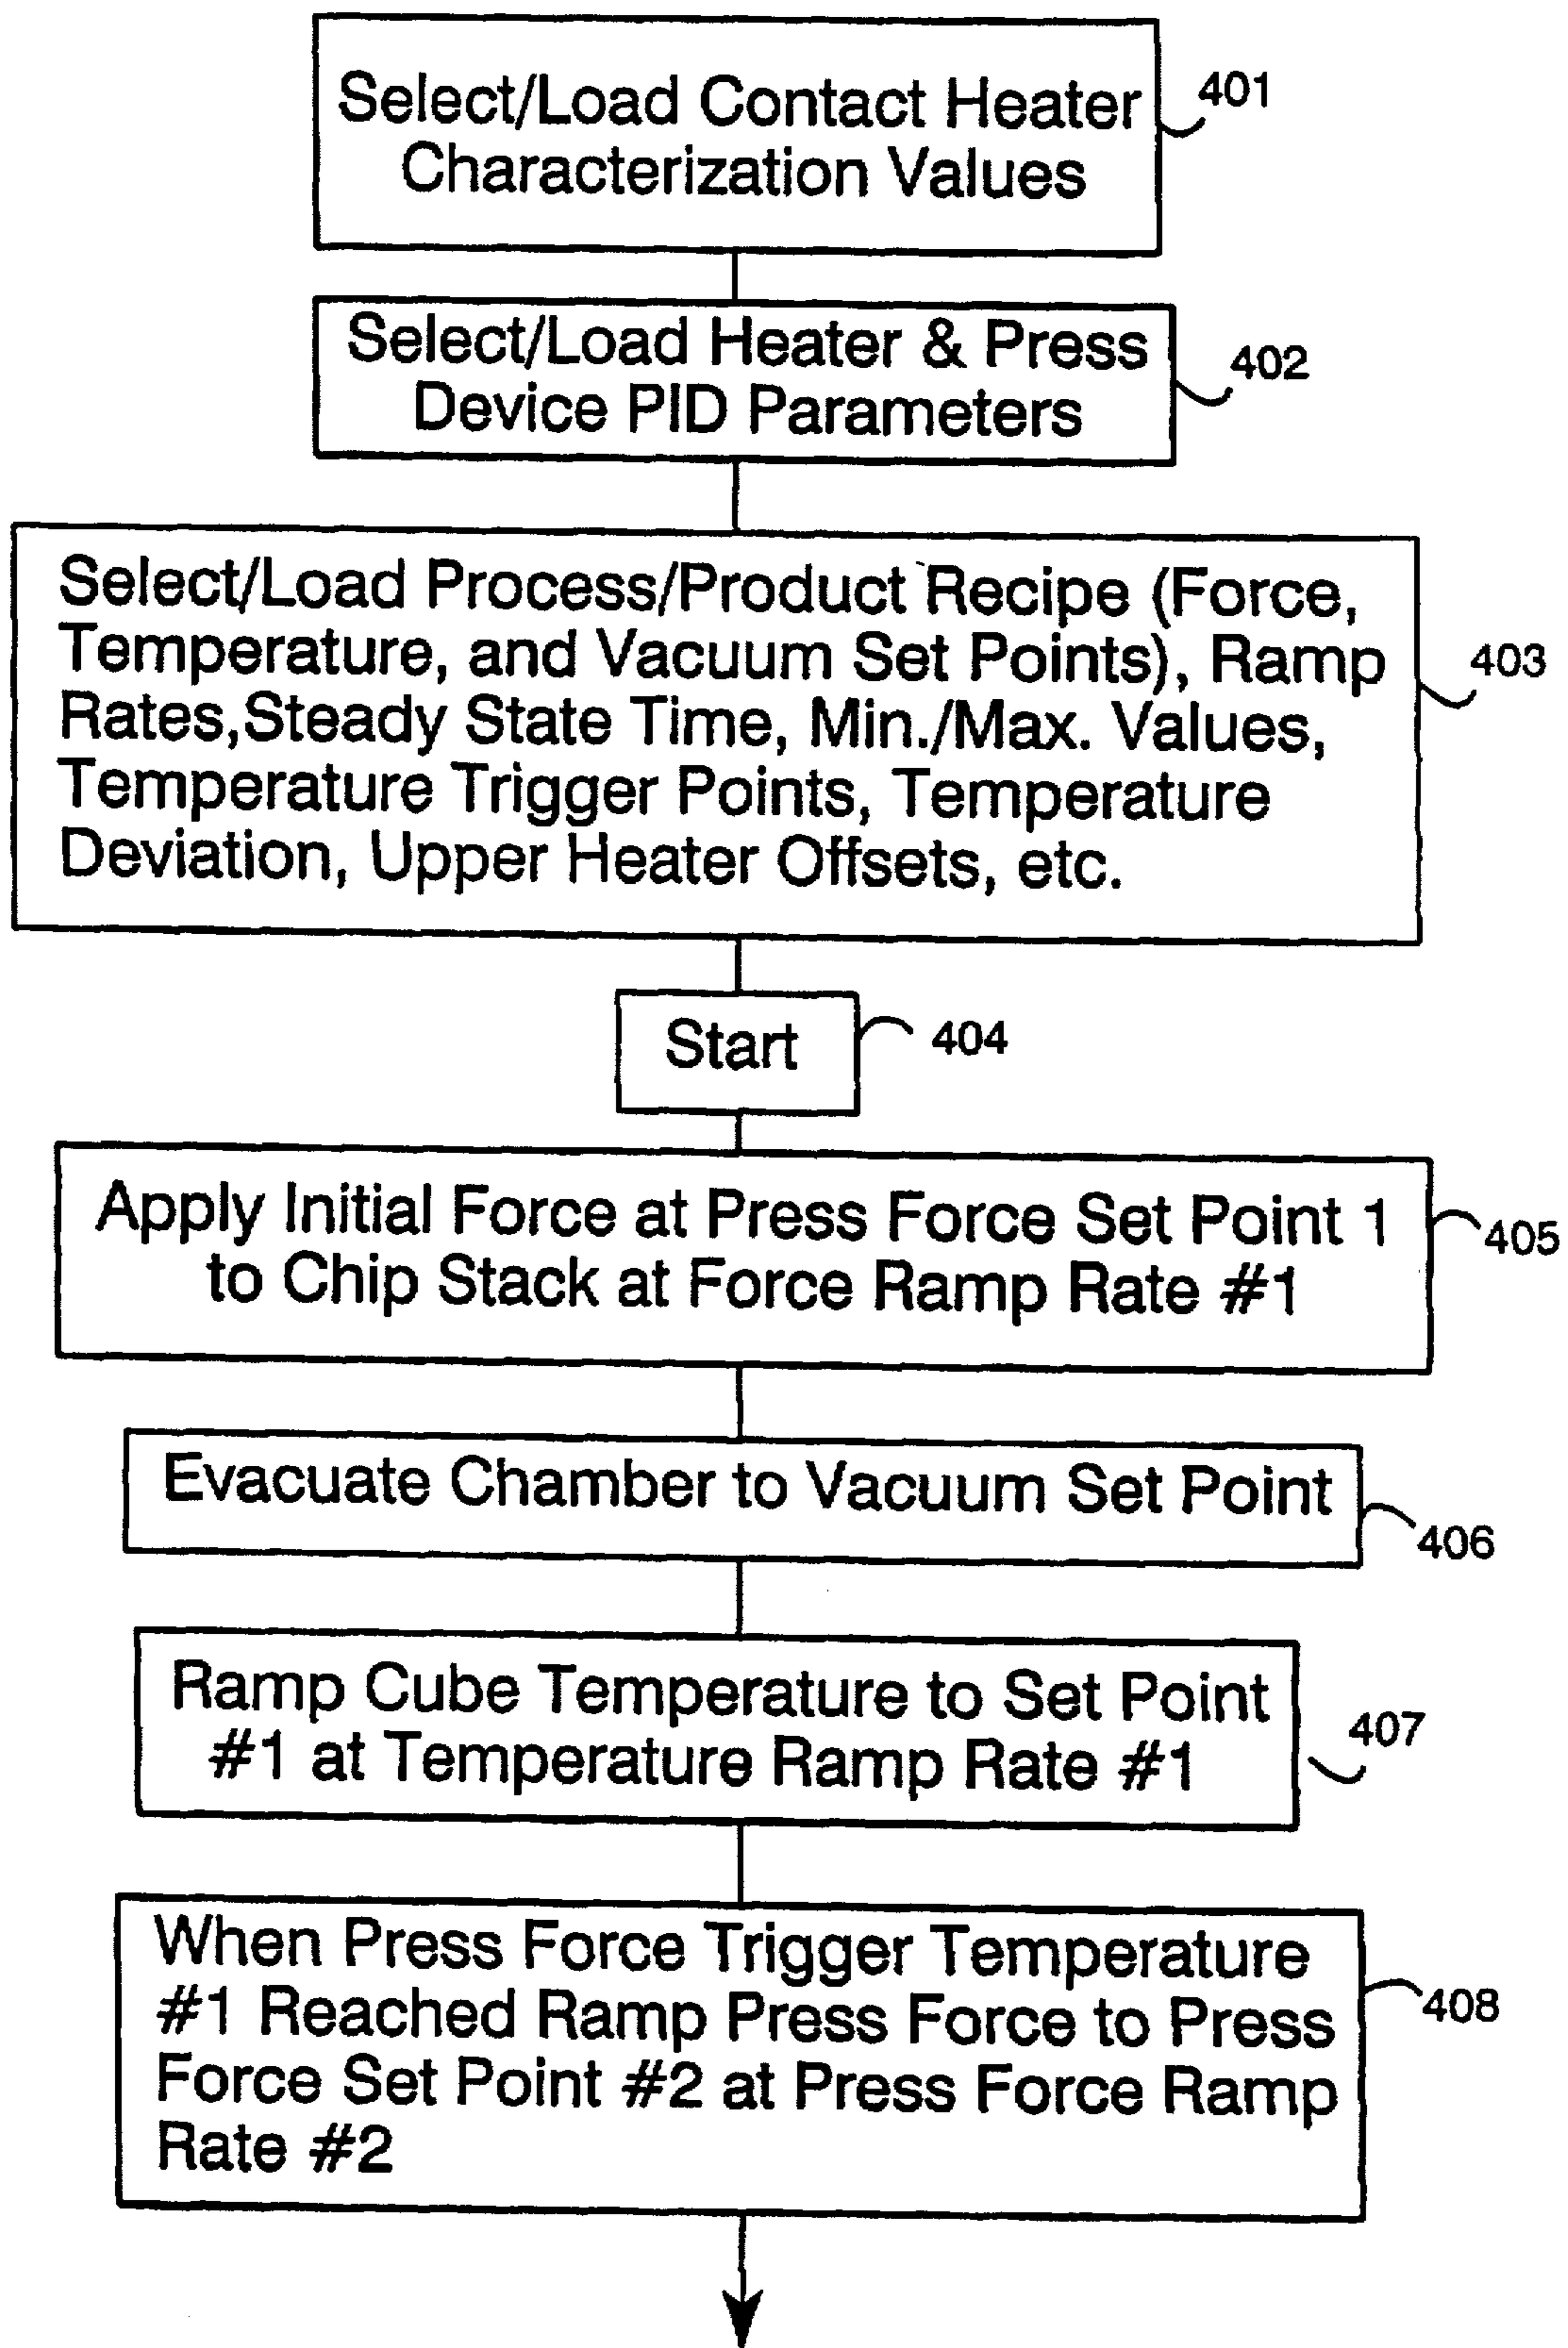 Select/Load Contact Heater
Characterization Values
401
Select/Load Heater & Press
Device PID Parameters
402
Select/Load Process/Product Recipe (Force,
Temperature, and Vacuum Set Points), Ramp
Rates,Steady State Time, Min./Max. Values,
Temperature Trigger Points, Temperature
Deviation, Upper Heater Offsets, etc.
403
Start
404
Apply Initial Force at Press Force Set Point 1
to Chip Stack at Force Ramp Rate #1
405
Evacuate Chamber to Vacuum Set Point
406
Ramp Cube Temperature to Set Point
#1 at Temperature Ramp Rate #1
407
When Press Force Trigger Temperature
#1 Reached Ramp Press Force to Press
Force Set Point #2 at Press Force Ramp
Rate #2
408